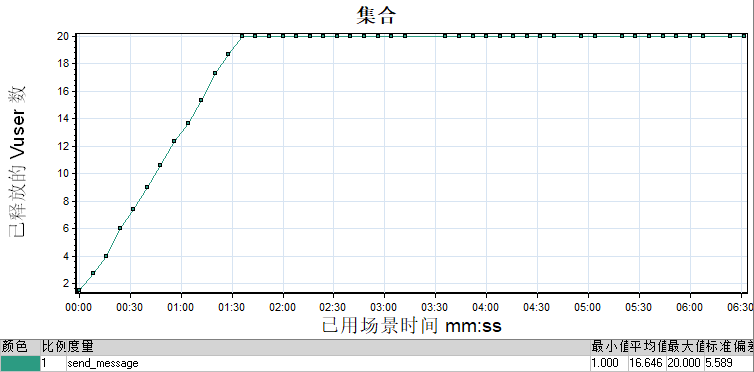 集合
已释放的 Vuser 数
20
18
16
14
12
10
8
6
4
2
00:00 00:30 01:00 01:30 02:00 02:30 03:00 03:30 04:00 04:30 05:00 05:30 06:00 06:30
已用场景时间 mm:ss
颜色 比例 度量 最小值 平均值 最大值 标准偏差
1 send_message 1.000 16.646 20.000 5.589